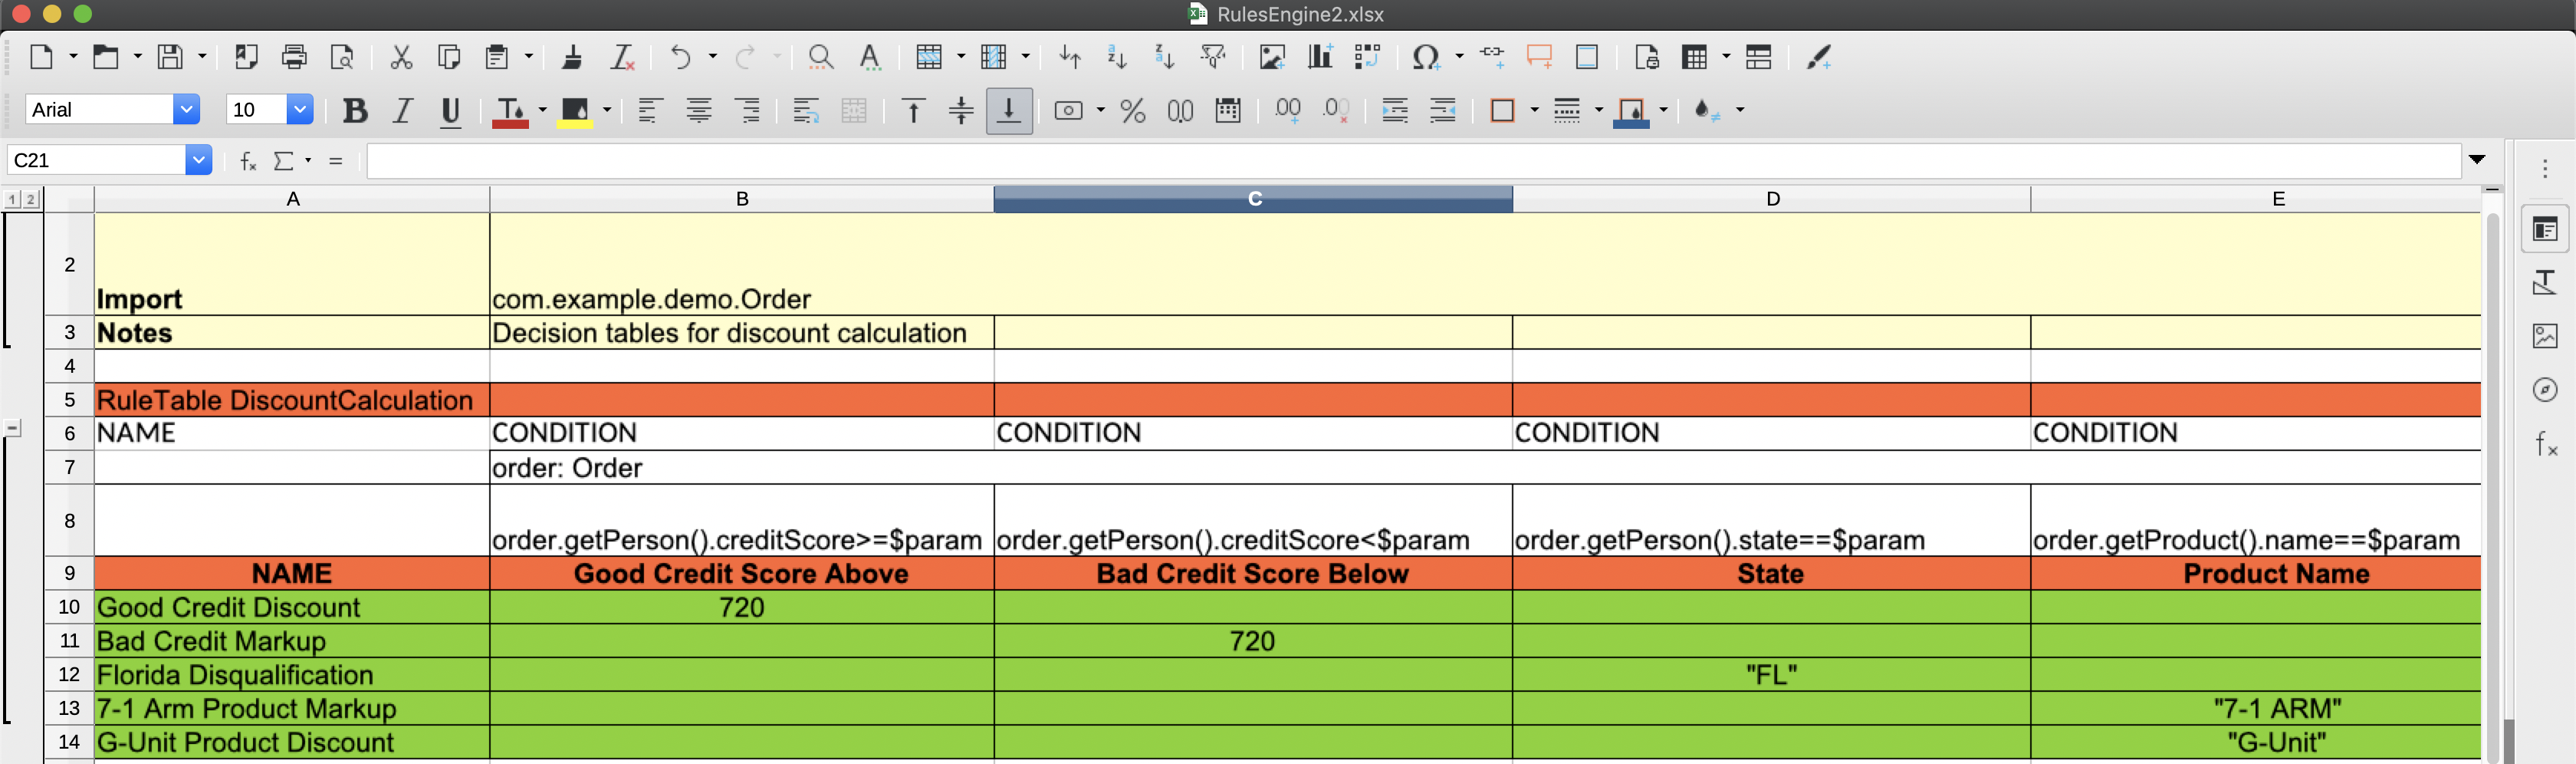 RulesEngine2.xlsx
Arial 10
C21
1 2 A B C D E
2 Import com.example.demo.Order
3 Notes Decision tables for discount calculation
4
5 RuleTable DiscountCalculation
6 NAME CONDITION CONDITION CONDITION CONDITION
7 order: Order
8 order.getPerson().creditScore>=$param order.getPerson().creditScore<$param order.getPerson().state==$param order.getProduct().name==$param
9 NAME Good Credit Score Above Bad Credit Score Below State Product Name
10 Good Credit Discount 720
11 Bad Credit Markup 720
12 Florida Disqualification "FL"
13 7-1 Arm Product Markup "7-1 ARM"
14 G-Unit Product Discount "G-Unit"